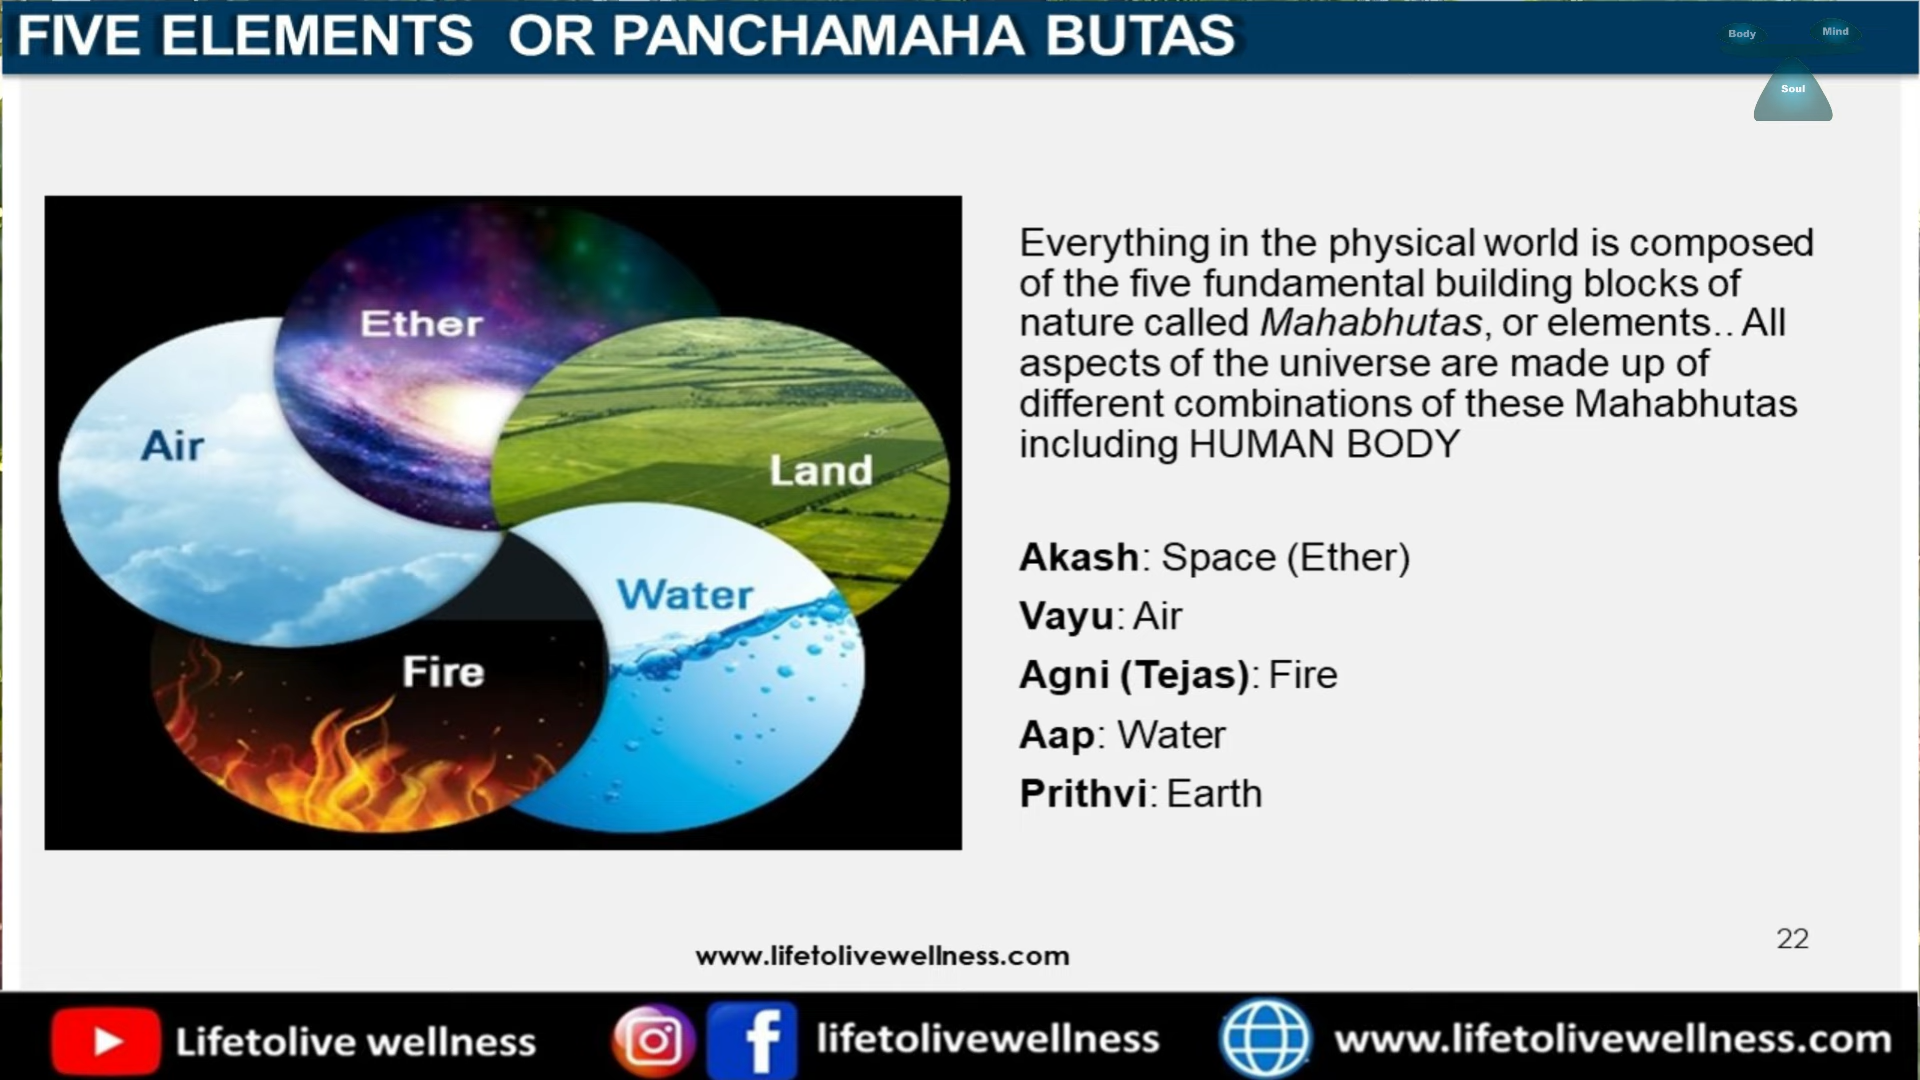 FIVE ELEMENTS OR PANCHAMAHA BUTAS
Body
Mind
Soul
Ether
Air
Land
Water
Fire
Everything in the physical world is composed
of the five fundamental building blocks of
nature called Mahabhutas, or elements.. All
aspects of the universe are made up of
different combinations of these Mahabhutas
including HUMAN BODY
Akash: Space (Ether)
Vayu: Air
Agni (Tejas): Fire
Aap: Water
Prithvi: Earth
22
www.lifetolivewellness.com
Lifetolive wellness
lifetolivewellness
www.lifetolivewellness.com